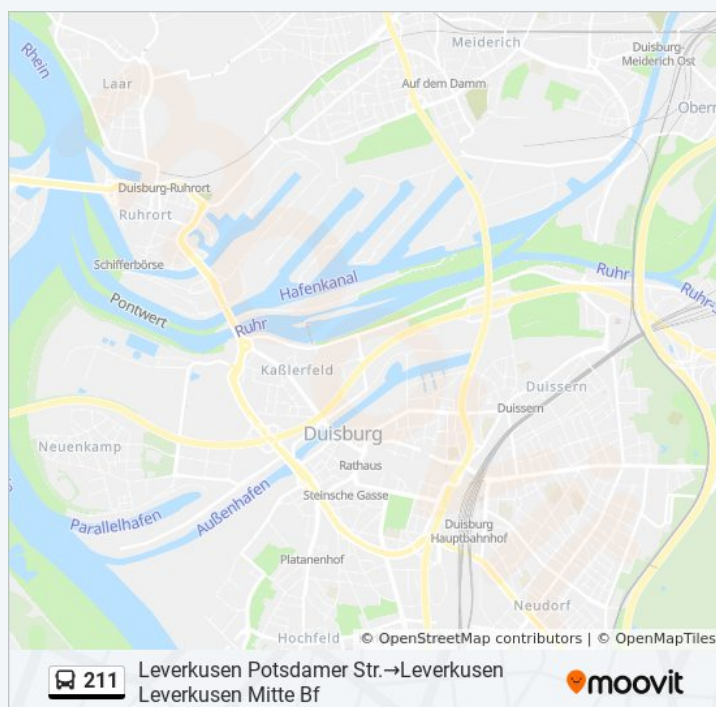 Rhein
Laar
Meiderich
Duisburg-
Meiderich Ost
Auf dem Damm
Duisburg-Ruhrort
Ruhrort
Schifferbörse
Hafenkanal
Ruhr
Pontwert
Ruhr
Kaßlerfeld
Duissern
Duissern
Duisburg
Neuenkamp
Rathaus
Steinsche Gasse
Außenhafen
Parallelhafen
Duisburg
Hauptbahnhof
Platanenhof
Neudorf
Hochfeld
© OpenStreetMap contributors | © OpenMapTiles
211
Leverkusen Potsdamer Str.→Leverkusen
Leverkusen Mitte Bf
moovit